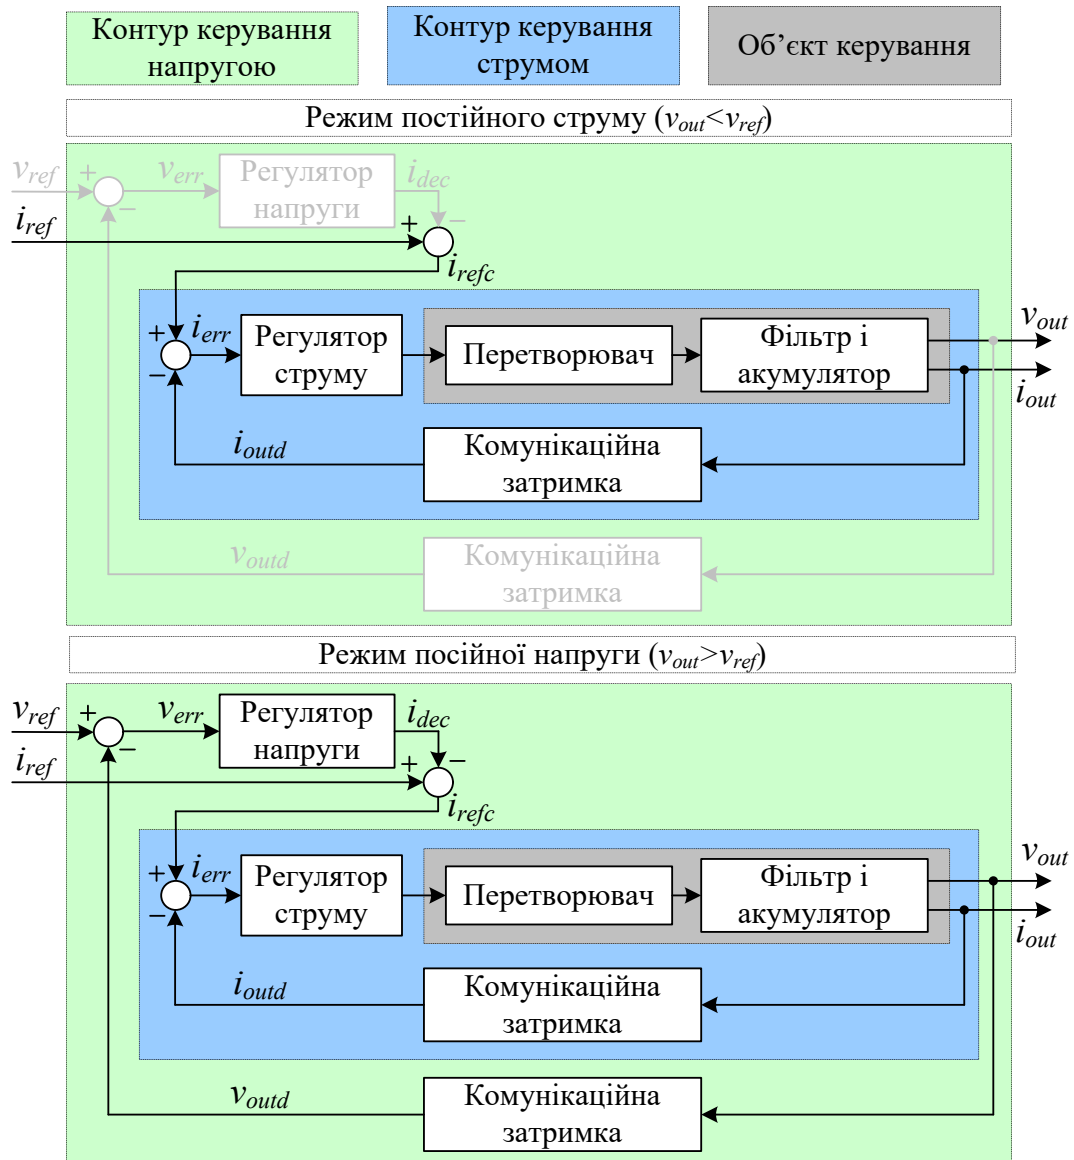 Контур керування
напругою
Контур керування
струмом
Об’єкт керування
Режим постійного струму (vout<vref)
vref
+
−
verr
Регулятор
напруги
idec
−
iref
+
irefc
+
−
ierr
Регулятор
струму
Перетворювач
Фільтр і
акумулятор
vout
iout
ioutd
Комунікаційна
затримка
voutd
Комунікаційна
затримка
Режим посійної напруги (vout>vref)
vref
+
−
verr
Регулятор
напруги
idec
−
iref
+
irefc
+
−
ierr
Регулятор
струму
Перетворювач
Фільтр і
акумулятор
vout
iout
ioutd
Комунікаційна
затримка
voutd
Комунікаційна
затримка